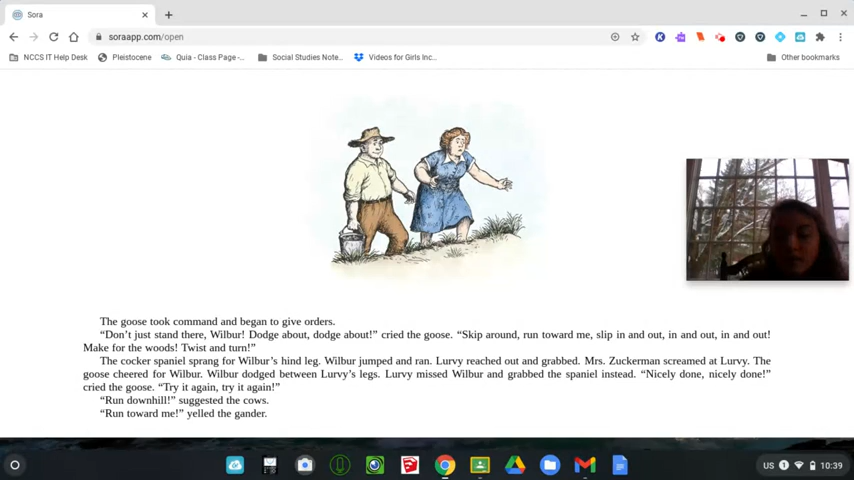 Sora
soraapp.com/open
NCCS IT Help Desk
Pleistocene
Quia - Class Page -...
Social Studies Note...
Videos for Girls Inc...
Other bookmarks
The goose took command and began to give orders.
“Don’t just stand there, Wilbur! Dodge about, dodge about!” cried the goose. “Skip around, run toward me, slip in and out, in and out, in and out!
Make for the woods! Twist and turn!”
The cocker spaniel sprang for Wilbur’s hind leg. Wilbur jumped and ran. Lurvy reached out and grabbed. Mrs. Zuckerman screamed at Lurvy. The
goose cheered for Wilbur. Wilbur dodged between Lurvy’s legs. Lurvy missed Wilbur and grabbed the spaniel instead. “Nicely done, nicely done!”
cried the goose. “Try it again, try it again!”
“Run downhill!” suggested the cows.
“Run toward me!” yelled the gander.
US 1 10:39